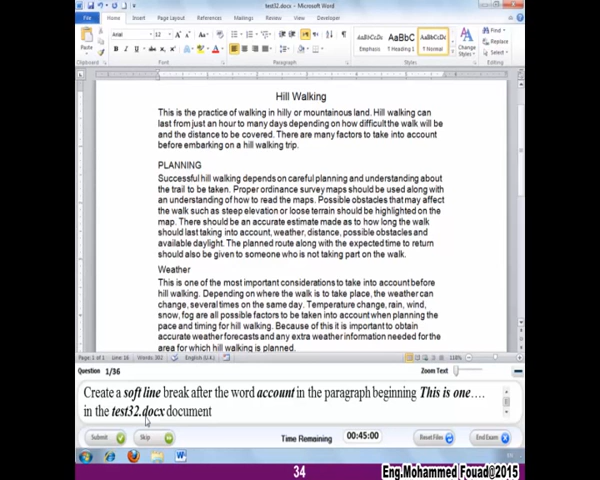 test32.docx - Microsoft Word
File Home Insert Page Layout References Mailings Review View Developer
Paste
Clipboard
Arial 12
Font
Paragraph
AaBbCcDc AaBbC AaBbCcDc
Emphasis ¶ Heading 1 ¶ Normal
Change Styles
Styles
Find
Replace
Select
Editing
Hill Walking
This is the practice of walking in hilly or mountainous land. Hill walking can
last from just an hour to many days depending on how difficult the walk will be
and the distance to be covered. There are many factors to take into account
before embarking on a hill walking trip.
PLANNING
Successful hill walking depends on careful planning and understanding about
the trail to be taken. Proper ordinance survey maps should be used along with
an understanding of how to read the maps. Possible obstacles that may affect
the walk such as steep elevation or loose terrain should be highlighted on the
map. There should be an accurate estimate made as to how long the walk
should last taking into account, weather, distance, possible obstacles and
available daylight. The planned route along with the expected time to return
should also be given to someone who is not taking part on the walk.
Weather
This is one of the most important considerations to take into account before
hill walking. Depending on where the walk is to take place, the weather can
change, several times on the same day. Temperature change, rain, wind,
snow, fog are all possible factors to be taken into account when planning the
pace and timing for hill walking. Because of this it is important to obtain
accurate weather forecasts and any extra weather information needed for the
area for which hill walking is planned.
Page: 1 of 1 Line: 16 Words: 392 English (U.K.) 118%
Question 1/36 Zoom Text
Create a soft line break after the word account in the paragraph beginning This is one....
in the test32.docx document
Submit Skip Time Remaining 00:45:00 Reset Files End Exam
34 Eng.Mohammed Fouad@2015